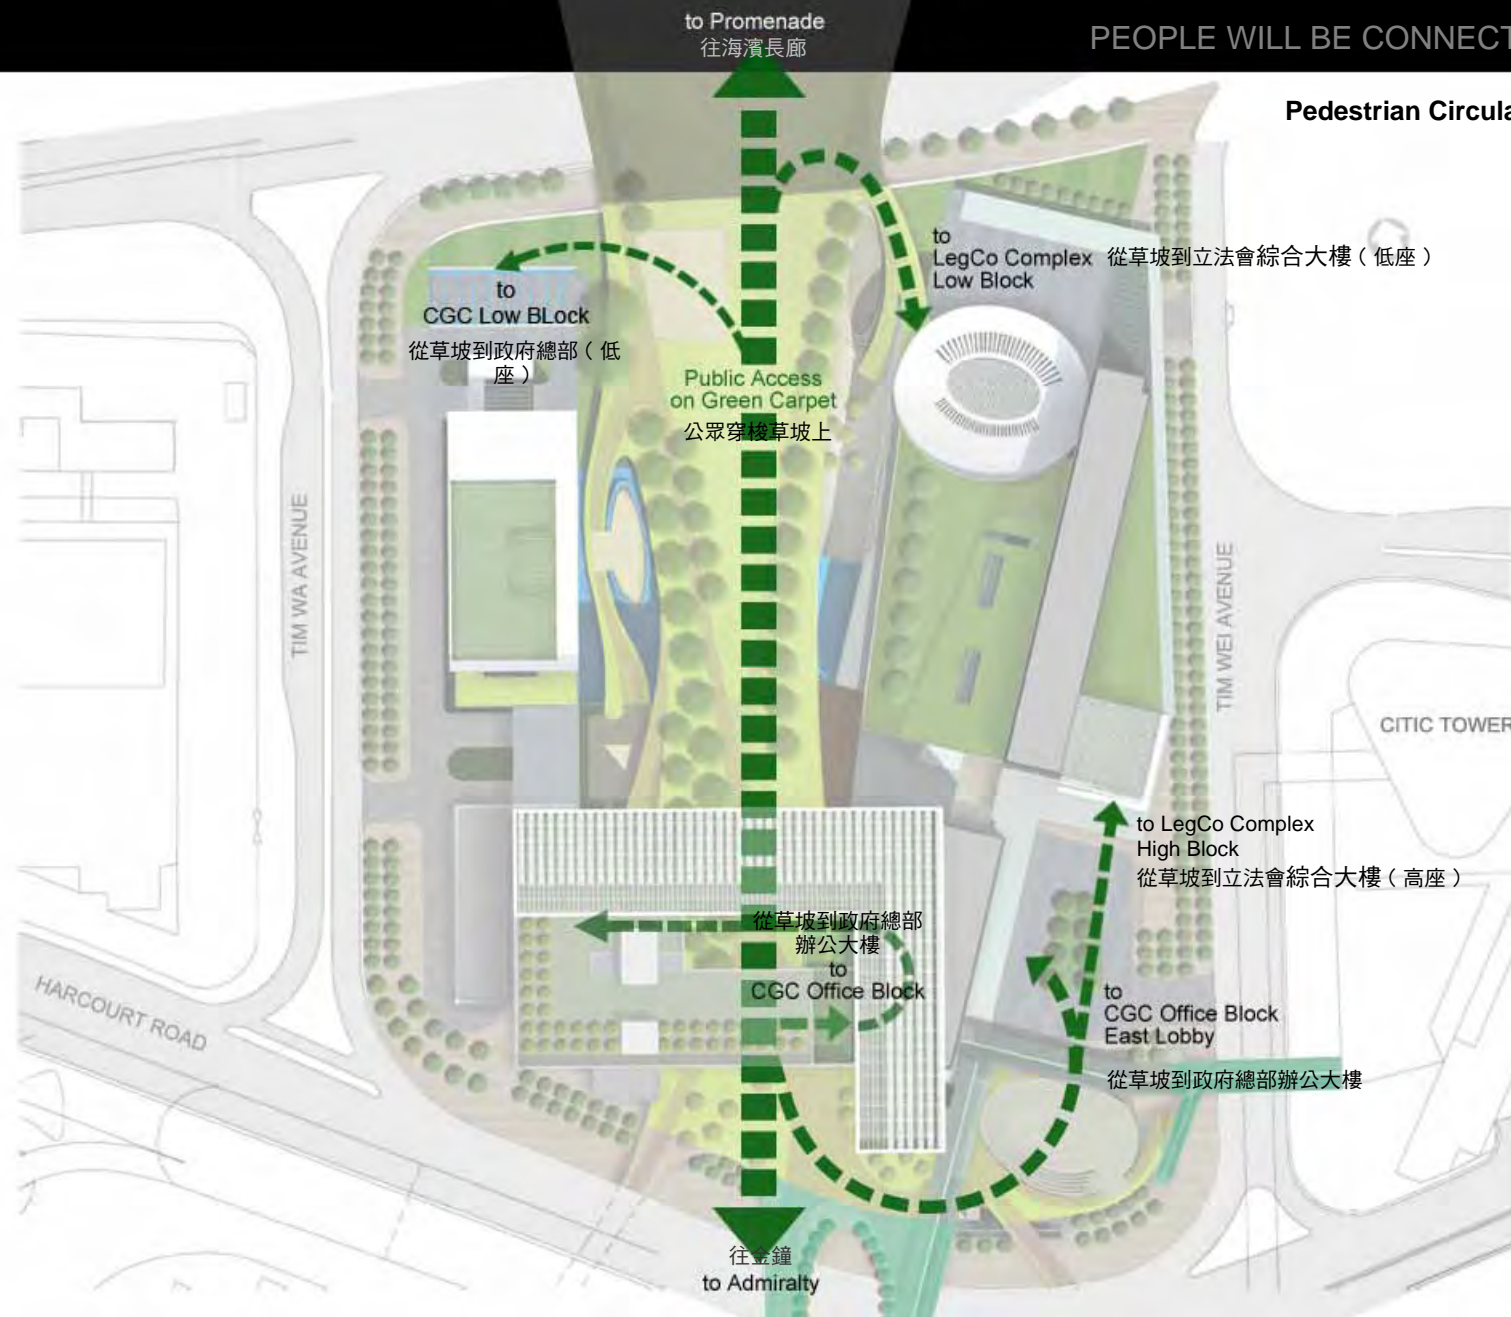 to Promenade
往海濱長廊
PEOPLE WILL BE CONNECT
Pedestrian Circula
to
LegCo Complex
Low Block
從草坡到立法會綜合大樓（低座）
to
CGC Low BLock
從草坡到政府總部（低
座）
Public Access
on Green Carpet
公眾穿梭草坡上
TIM WA AVENUE
TIM WEI AVENUE
CITIC TOWER
to LegCo Complex
High Block
從草坡到立法會綜合大樓（高座）
從草坡到政府總部
辦公大樓
to
CGC Office Block
to
CGC Office Block
East Lobby
從草坡到政府總部辦公大樓
HARCOURT ROAD
往金鐘
to Admiralty